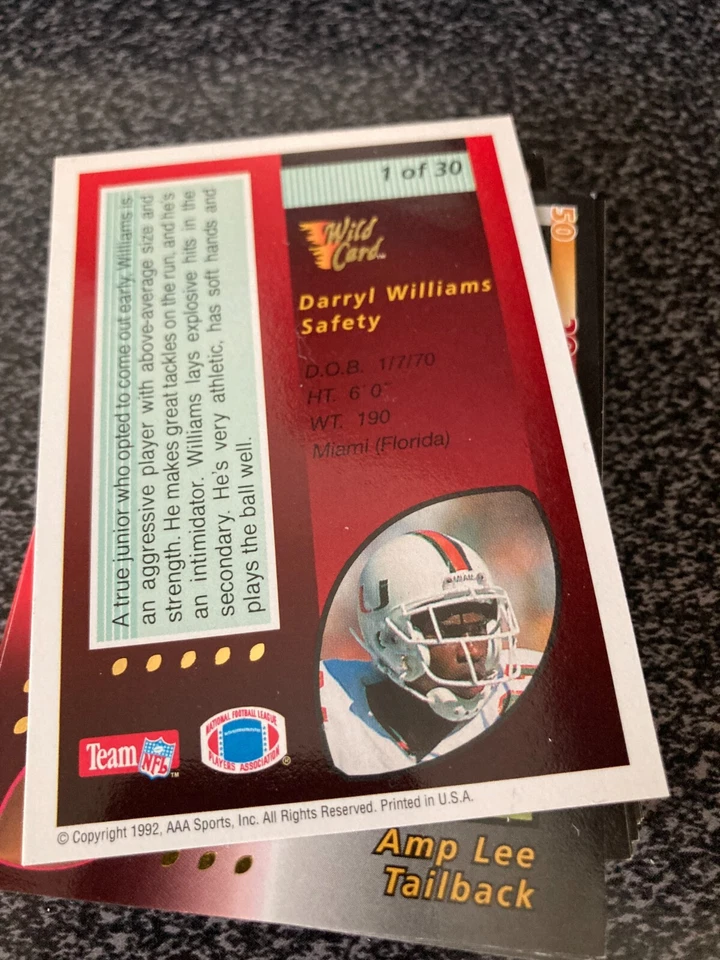 1 of 30
Wild
Card™
Darryl Williams
Safety
D.O.B. 1/7/70
HT. 6' 0"
WT. 190
Miami (Florida)
A true junior who opted to come out early, Williams is
an aggressive player with above-average size and
strength. He makes great tackles on the run, and he's
an intimidator. Williams lays explosive hits in the
secondary. He's very athletic, has soft hands and
plays the ball well.
MIAMI
U
Team NFL™
NATIONAL FOOTBALL LEAGUE
PLAYERS ASSOCIATION®
© Copyright 1992, AAA Sports, Inc. All Rights Reserved. Printed in U.S.A.
50
Amp Lee
Tailback